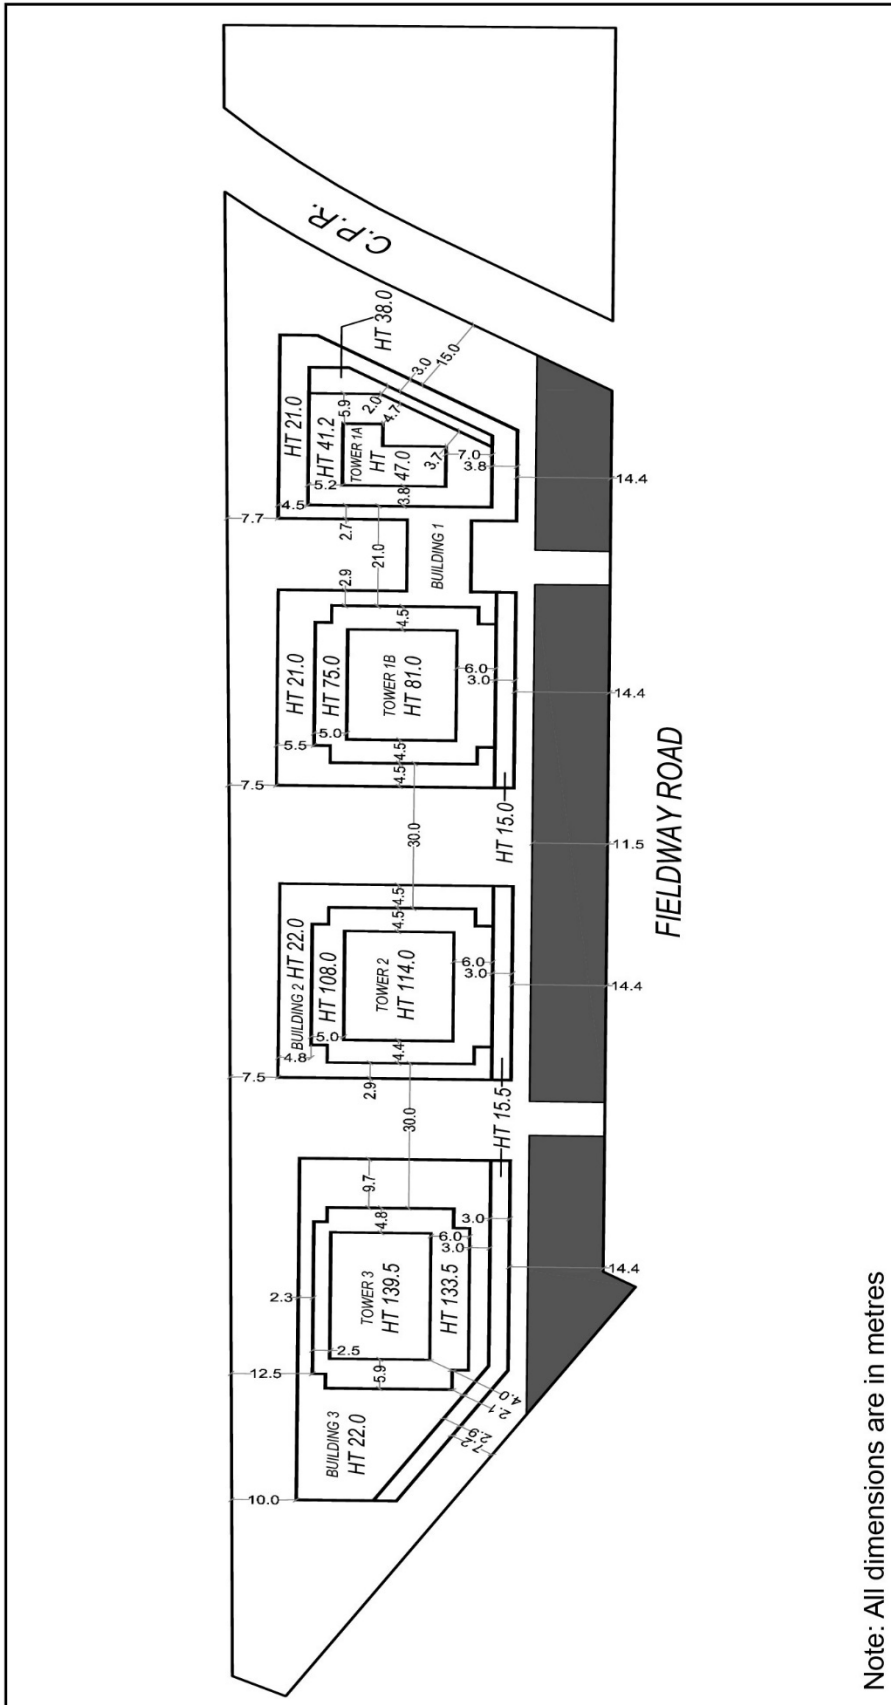 C.P.R.
HT 38.0
3.0
15.0
2.0
4.7
5.9
HT 21.0
HT 41.2
TOWER 1A
HT 47.0
3.7
7.0
3.8
5.2
3.8
4.5
7.7
2.7
14.4
21.0
BUILDING 1
2.9
4.5
HT 21.0
HT 75.0
TOWER 1B
HT 81.0
6.0
3.0
14.4
5.0
5.5
4.5
4.5
7.5
HT 15.0
30.0
11.5
FIELDWAY ROAD
4.5
4.5
BUILDING 2 HT 22.0
HT 108.0
TOWER 2
HT 114.0
6.0
3.0
14.4
5.0
4.8
4.4
7.5
2.9
HT 15.5
30.0
9.7
3.0
4.8
6.0
3.0
14.4
2.3
TOWER 3
HT 139.5
HT 133.5
2.5
12.5
5.9
4.0
2.1
2.9
7.2
BUILDING 3
HT 22.0
10.0
Note: All dimensions are in metres